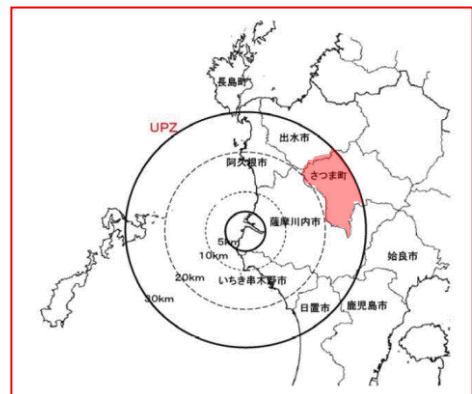 長島町
UPZ
出水市
阿久根市
さつま町
薩摩川内市
5km
10km
姶良市
20km
いちき串木野市
30km
日置市
鹿児島市